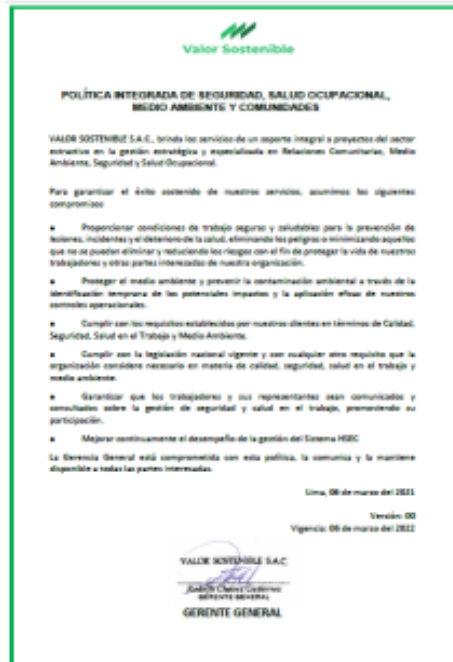 Valor Sostenible
POLÍTICA INTEGRADA DE SEGURIDAD, SALUD OCUPACIONAL,
MEDIO AMBIENTE Y COMUNIDADES
VALOR SOSTENIBLE S.A.C., brinda los servicios de un soporte integral a proyectos del sector
extractivo en la gestión estratégica y especializada en Relaciones Comunitarias, Medio
Ambiente, Seguridad y Salud Ocupacional.
Para garantizar el éxito sostenido de nuestros servicios, asumimos los siguientes
compromisos:
• Proporcionar condiciones de trabajo seguras y saludables para la prevención de
lesiones, incidentes y el deterioro de la salud, eliminando los peligros o minimizando aquellos
que no se puedan eliminar y reduciendo los riesgos con el fin de proteger la vida de nuestros
trabajadores y otras partes interesadas de nuestra organización.
• Proteger el medio ambiente y prevenir la contaminación ambiental a través de la
identificación temprana de los potenciales impactos y la aplicación eficaz de nuestros
controles operacionales.
• Cumplir con los requisitos establecidos por nuestros clientes en términos de Calidad,
Seguridad, Salud en el Trabajo y Medio Ambiente.
• Cumplir con la legislación nacional vigente y con cualquier otro requisito que la
organización considere necesario en materia de calidad, seguridad, salud en el trabajo y
medio ambiente.
• Garantizar que los trabajadores y sus representantes sean comunicados y
consultados sobre la gestión de seguridad y salud en el trabajo, promoviendo su
participación.
• Mejorar continuamente el desempeño de la gestión del Sistema HSEC
La Gerencia General está comprometida con esta política, la comunica y la mantiene
disponible a todas las partes interesadas.
Lima, 06 de marzo del 2021
Versión: 00
Vigencia: 06 de marzo del 2022
VALOR SOSTENIBLE S.A.C
GERENTE GENERAL
GERENTE GENERAL